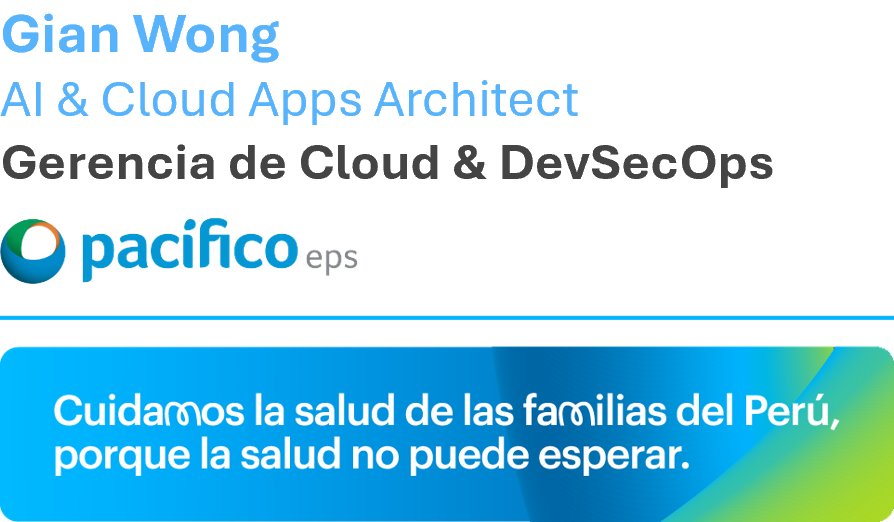 Gian Wong
AI & Cloud Apps Architect
Gerencia de Cloud & DevSecOps
pacifico eps
Cuidamos la salud de las familias del Perú,
porque la salud no puede esperar.